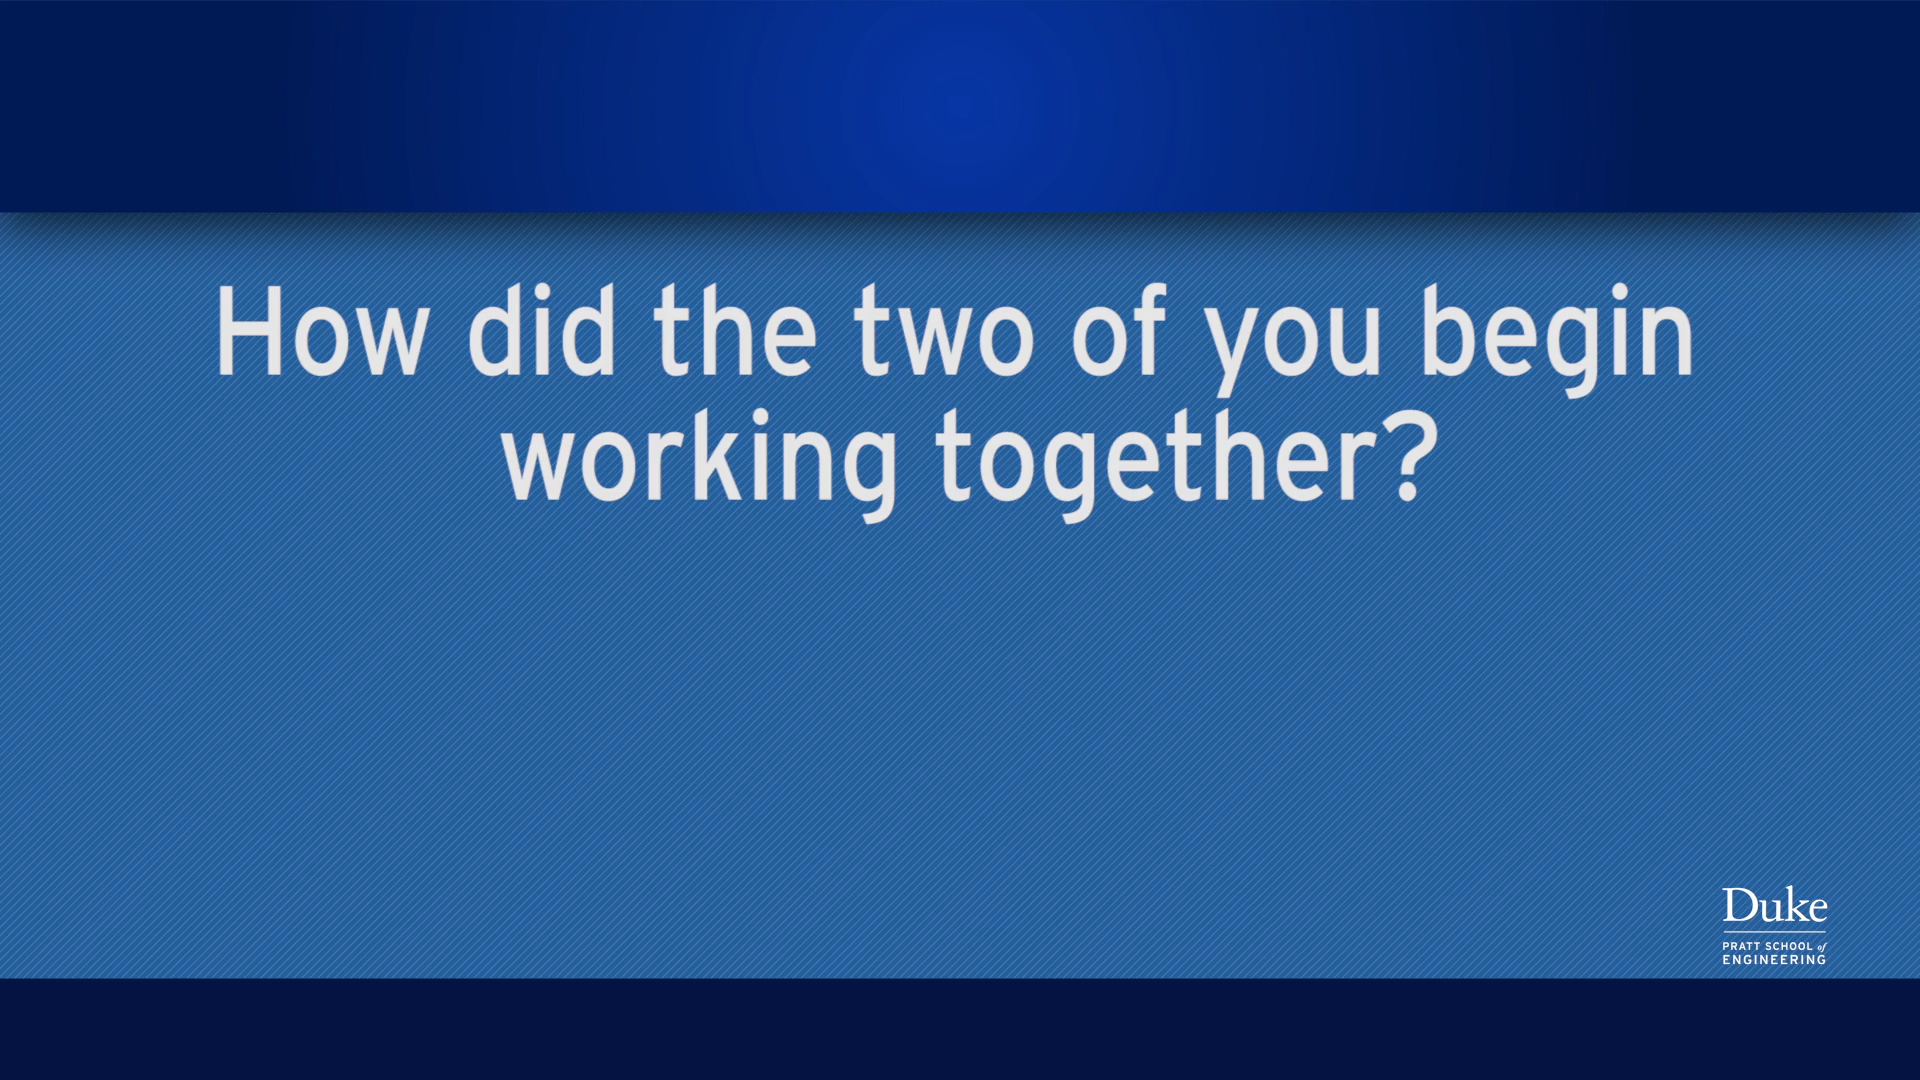 How did the two of you begin
working together?
Duke
PRATT SCHOOL of
ENGINEERING